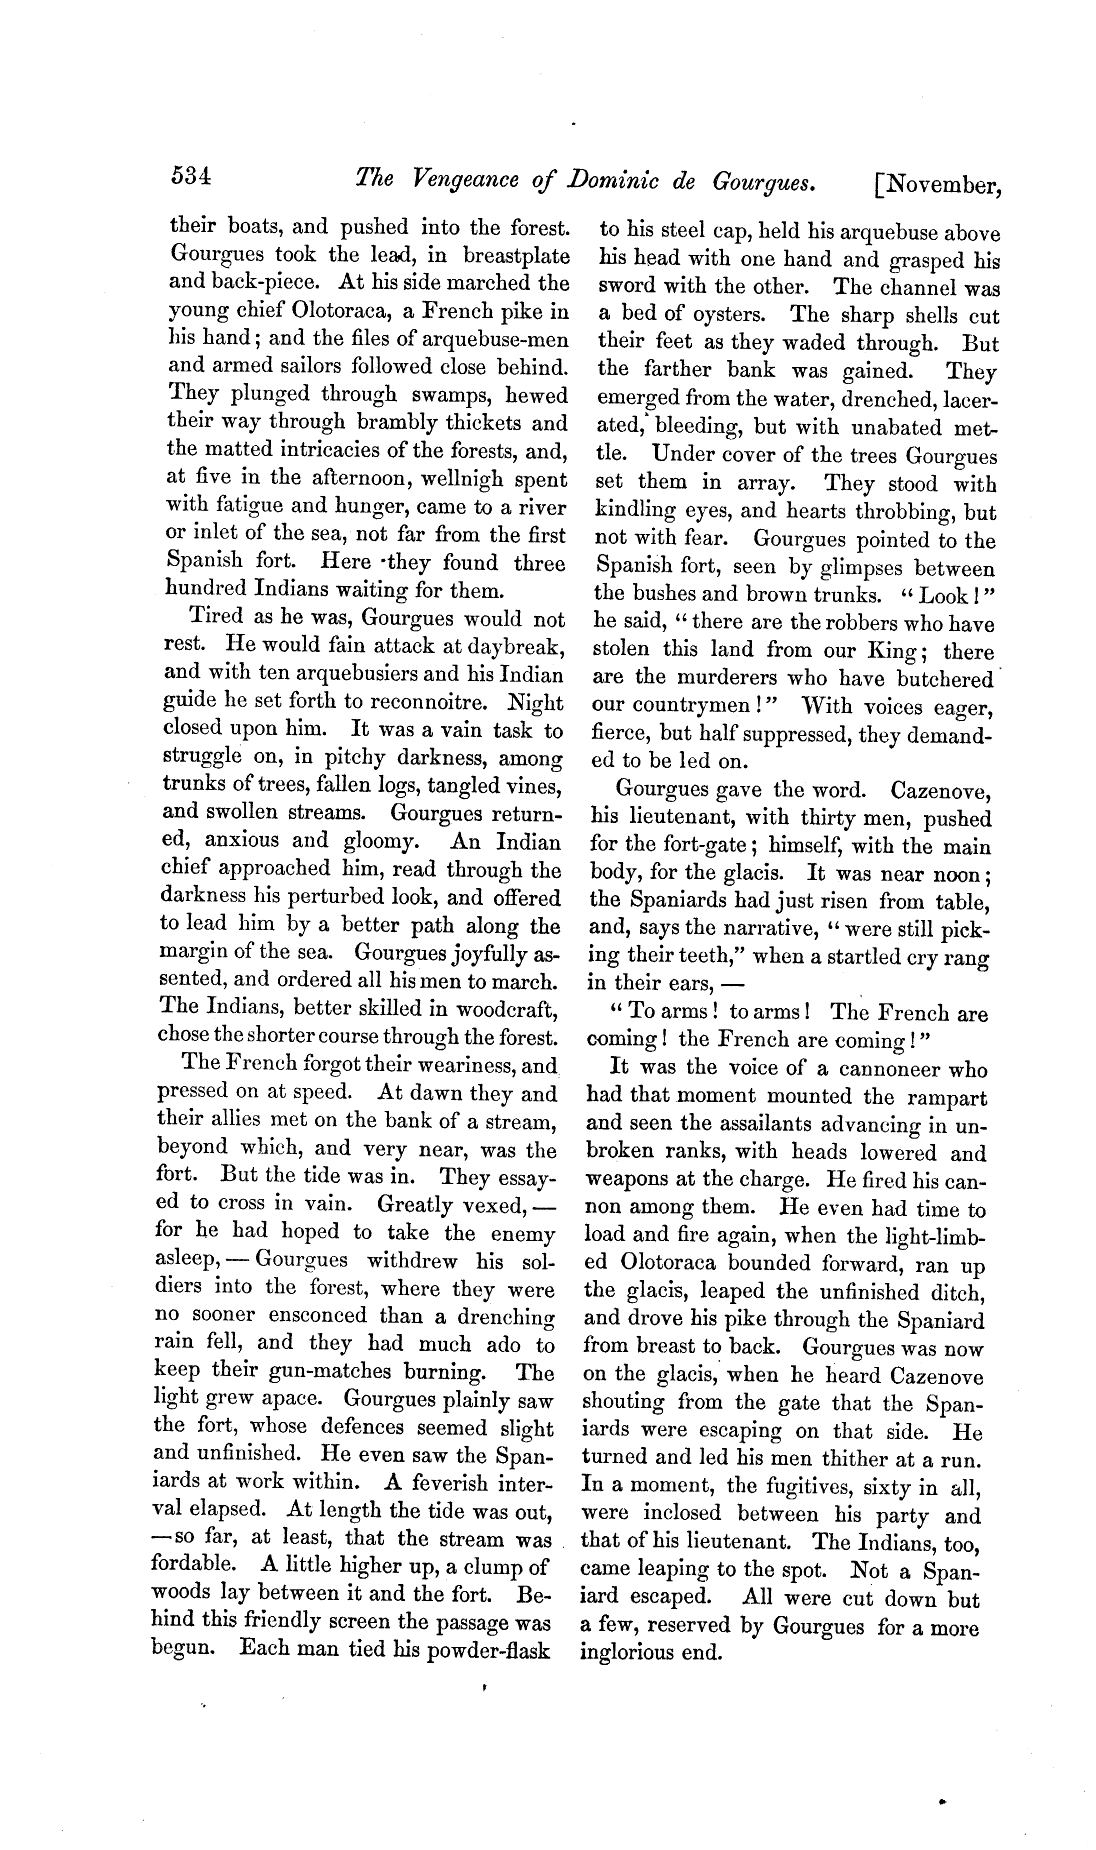 534 The Vengeance of Dominic de Gourgues. [November,
their boats, and pushed into the forest.
Gourgues took the lead, in breastplate
and back-piece. At his side marched the
young chief Olotoraca, a French pike in
his hand; and the files of arquebuse-men
and armed sailors followed close behind.
They plunged through swamps, hewed
their way through brambly thickets and
the matted intricacies of the forests, and,
at five in the afternoon, wellnigh spent
with fatigue and hunger, came to a river
or inlet of the sea, not far from the first
Spanish fort. Here they found three
hundred Indians waiting for them.
Tired as he was, Gourgues would not
rest. He would fain attack at daybreak,
and with ten arquebusiers and his Indian
guide he set forth to reconnoitre. Night
closed upon him. It was a vain task to
struggle on, in pitchy darkness, among
trunks of trees, fallen logs, tangled vines,
and swollen streams. Gourgues return-
ed, anxious and gloomy. An Indian
chief approached him, read through the
darkness his perturbed look, and offered
to lead him by a better path along the
margin of the sea. Gourgues joyfully as-
sented, and ordered all his men to march.
The Indians, better skilled in woodcraft,
chose the shorter course through the forest.
The French forgot their weariness, and
pressed on at speed. At dawn they and
their allies met on the bank of a stream,
beyond which, and very near, was the
fort. But the tide was in. They essay-
ed to cross in vain. Greatly vexed, —
for he had hoped to take the enemy
asleep, — Gourgues withdrew his sol-
diers into the forest, where they were
no sooner ensconced than a drenching
rain fell, and they had much ado to
keep their gun-matches burning. The
light grew apace. Gourgues plainly saw
the fort, whose defences seemed slight
and unfinished. He even saw the Span-
iards at work within. A feverish inter-
val elapsed. At length the tide was out,
—so far, at least, that the stream was
fordable. A little higher up, a clump of
woods lay between it and the fort. Be-
hind this friendly screen the passage was
begun. Each man tied his powder-flask
to his steel cap, held his arquebuse above
his head with one hand and grasped his
sword with the other. The channel was
a bed of oysters. The sharp shells cut
their feet as they waded through. But
the farther bank was gained. They
emerged from the water, drenched, lacer-
ated, bleeding, but with unabated met-
tle. Under cover of the trees Gourgues
set them in array. They stood with
kindling eyes, and hearts throbbing, but
not with fear. Gourgues pointed to the
Spanish fort, seen by glimpses between
the bushes and brown trunks. "Look!"
he said, "there are the robbers who have
stolen this land from our King; there
are the murderers who have butchered
our countrymen!" With voices eager,
fierce, but half suppressed, they demand-
ed to be led on.
Gourgues gave the word. Cazenove,
his lieutenant, with thirty men, pushed
for the fort-gate; himself, with the main
body, for the glacis. It was near noon;
the Spaniards had just risen from table,
and, says the narrative, "were still pick-
ing their teeth," when a startled cry rang
in their ears, —
"To arms! to arms! The French are
coming! the French are coming!"
It was the voice of a cannoneer who
had that moment mounted the rampart
and seen the assailants advancing in un-
broken ranks, with heads lowered and
weapons at the charge. He fired his can-
non among them. He even had time to
load and fire again, when the light-limb-
ed Olotoraca bounded forward, ran up
the glacis, leaped the unfinished ditch,
and drove his pike through the Spaniard
from breast to back. Gourgues was now
on the glacis, when he heard Cazenove
shouting from the gate that the Span-
iards were escaping on that side. He
turned and led his men thither at a run.
In a moment, the fugitives, sixty in all,
were inclosed between his party and
that of his lieutenant. The Indians, too,
came leaping to the spot. Not a Span-
iard escaped. All were cut down but
a few, reserved by Gourgues for a more
inglorious end.